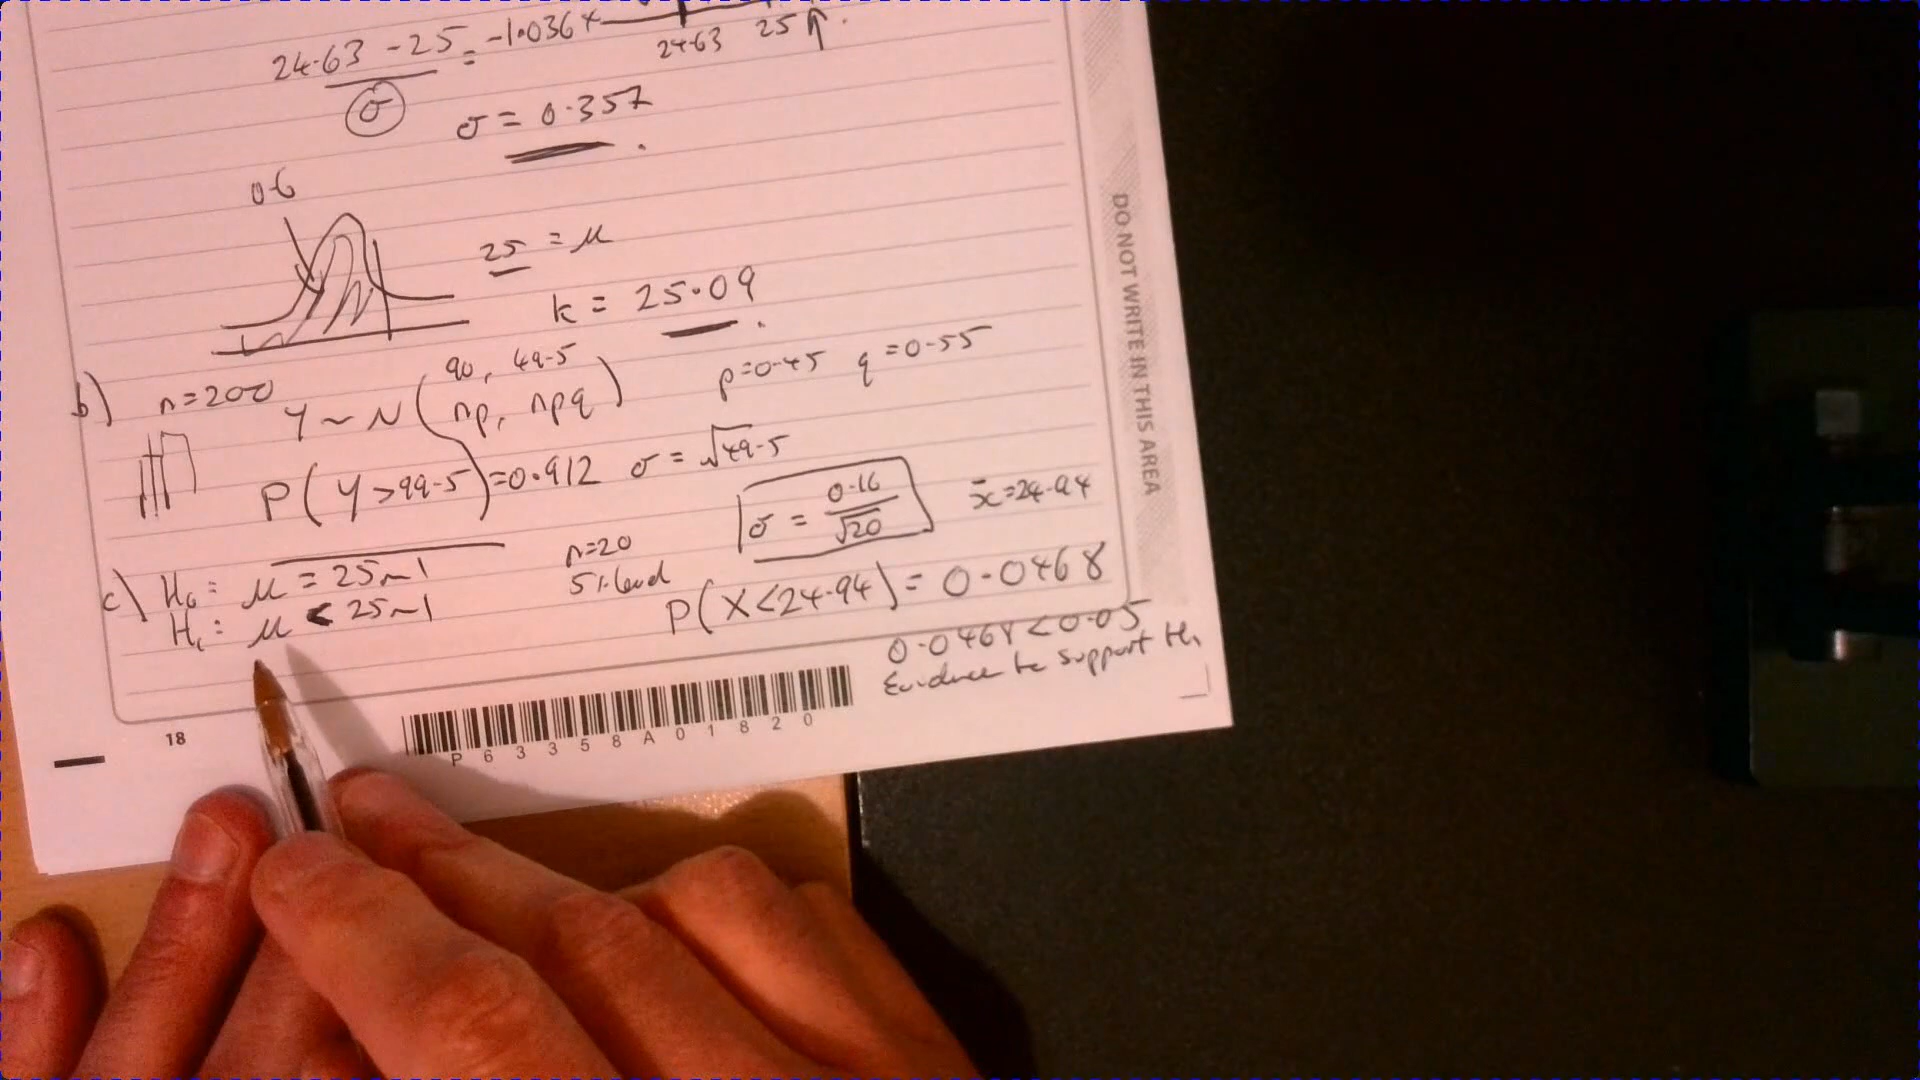 24.63 - 25 = -1.0364
σ
24.63 25
σ = 0.357
0.6
25 = μ
k = 25.09
b) n=200 Y ~ N (np, npq) p=0.45 q=0.55
90, 49.5
P(Y>99.5)=0.912 σ = √49.5
σ = 0.16/√20 x̄=24.94
c) H₀: μ = 25ml n=20
H₁: μ < 25ml 5% level P(X<24.94) = 0.0468
0.0468<0.05
Evidence to support H₁
18
P63358A01820
DO NOT WRITE IN THIS AREA